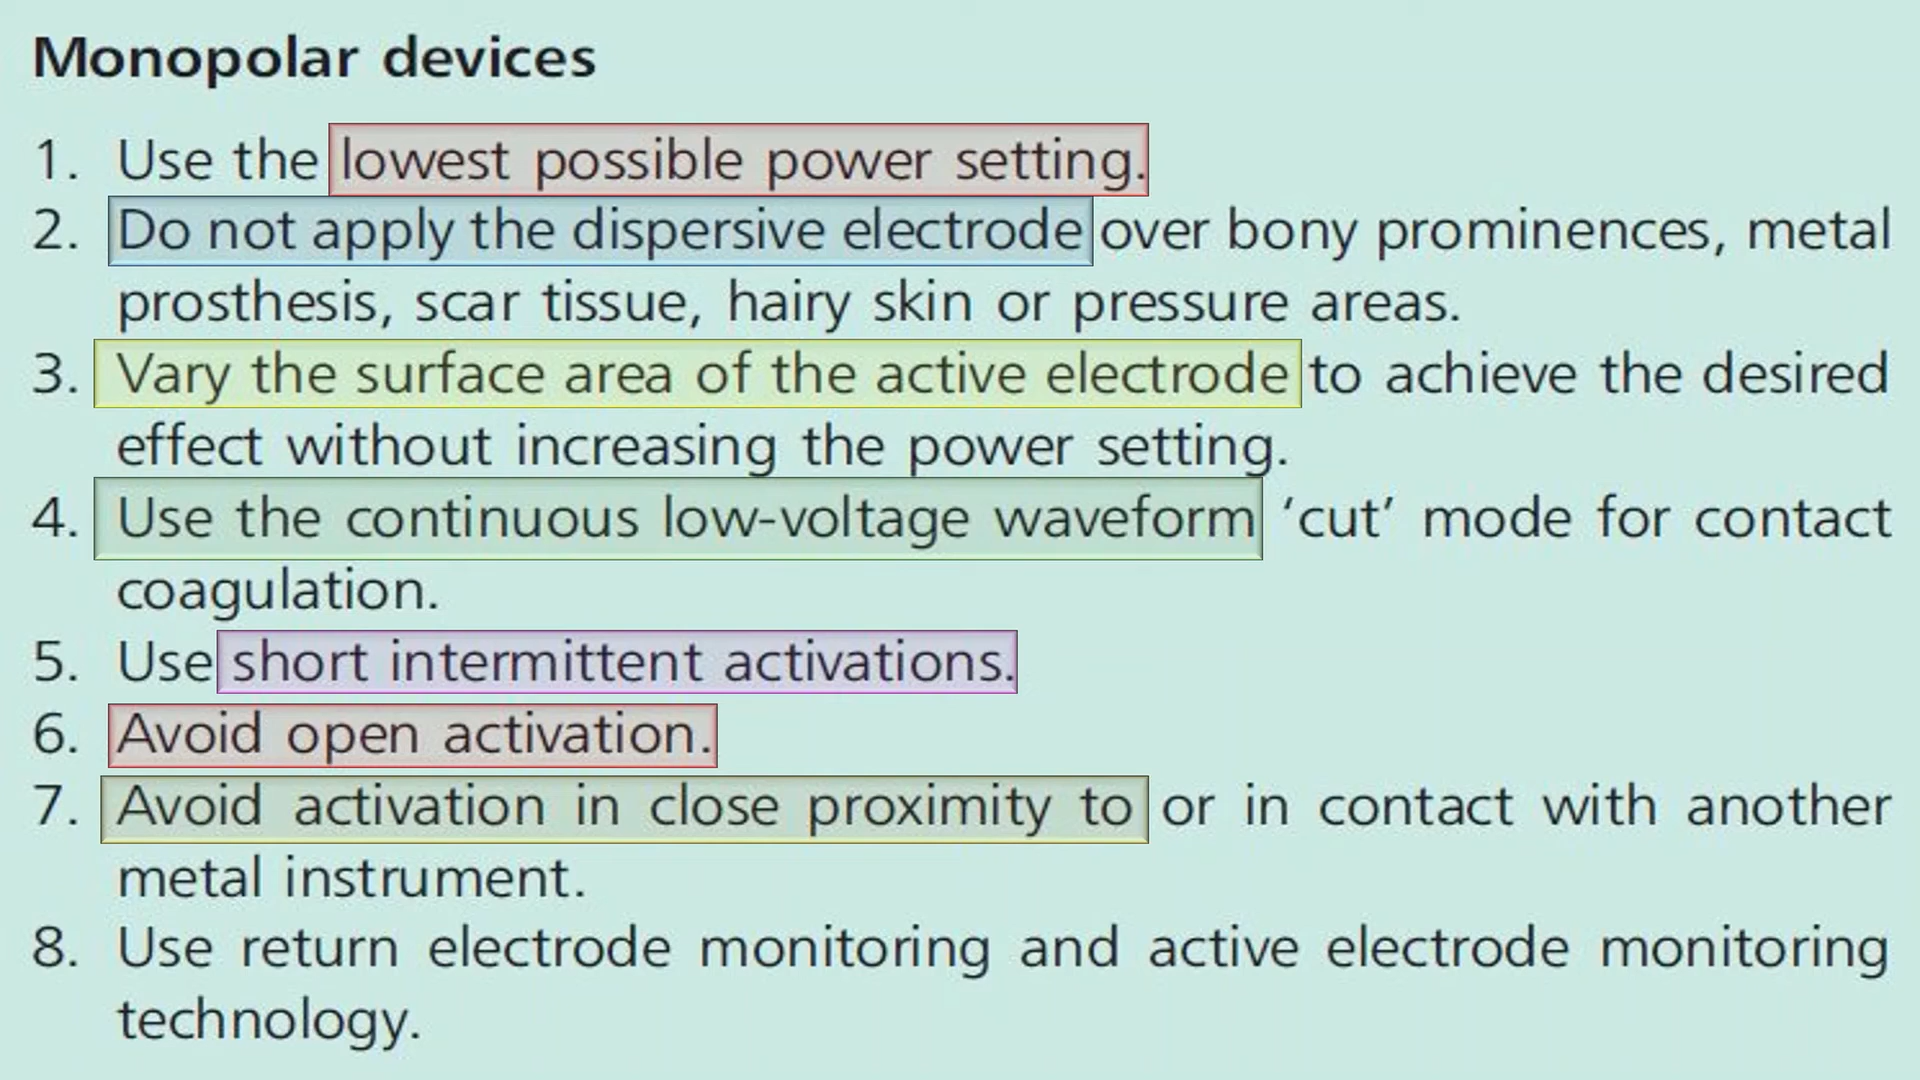 Monopolar devices
1. Use the lowest possible power setting.
2. Do not apply the dispersive electrode over bony prominences, metal
prosthesis, scar tissue, hairy skin or pressure areas.
3. Vary the surface area of the active electrode to achieve the desired
effect without increasing the power setting.
4. Use the continuous low-voltage waveform ‘cut’ mode for contact
coagulation.
5. Use short intermittent activations.
6. Avoid open activation.
7. Avoid activation in close proximity to or in contact with another
metal instrument.
8. Use return electrode monitoring and active electrode monitoring
technology.